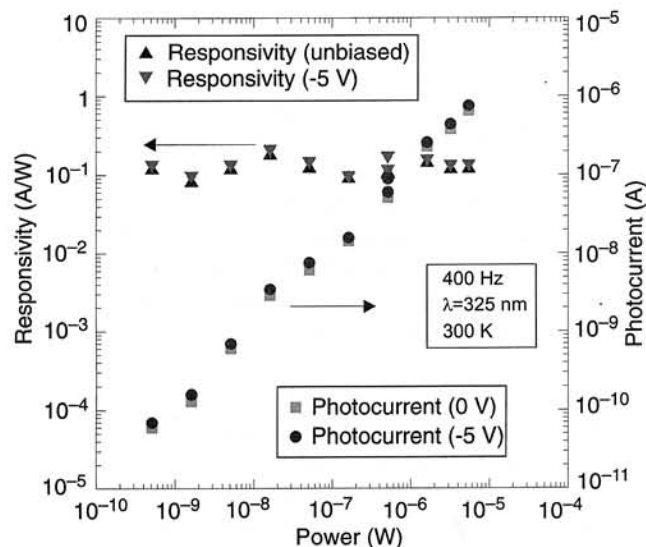 10
1
10⁻¹
10⁻²
10⁻³
10⁻⁴
10⁻⁵
Responsivity (A/W)
Responsivity (unbiased)
Responsivity (-5 V)
400 Hz
λ=325 nm
300 K
Photocurrent (0 V)
Photocurrent (-5 V)
10⁻⁵
10⁻⁶
10⁻⁷
10⁻⁸
10⁻⁹
10⁻¹⁰
10⁻¹¹
Photocurrent (A)
10⁻¹⁰ 10⁻⁹ 10⁻⁸ 10⁻⁷ 10⁻⁶ 10⁻⁵ 10⁻⁴
Power (W)